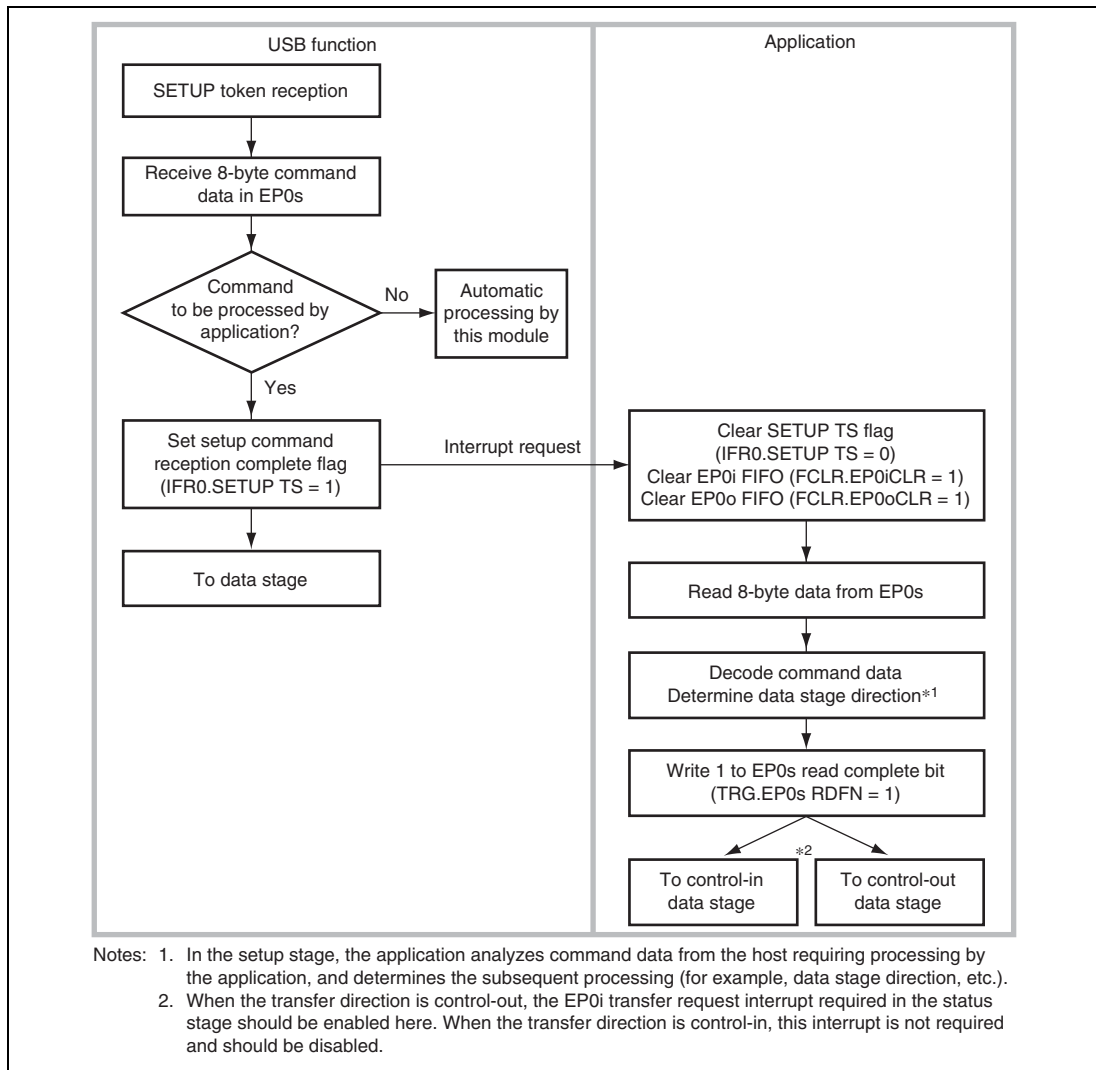 USB function
SETUP token reception
Receive 8-byte command
data in EP0s
Command
to be processed by
application?
No
Automatic
processing by
this module
Yes
Set setup command
reception complete flag
(IFR0.SETUP TS = 1)
Interrupt request
To data stage
Application
Clear SETUP TS flag
(IFR0.SETUP TS = 0)
Clear EP0i FIFO (FCLR.EP0iCLR = 1)
Clear EP0o FIFO (FCLR.EP0oCLR = 1)
Read 8-byte data from EP0s
Decode command data
Determine data stage direction*1
Write 1 to EP0s read complete bit
(TRG.EP0s RDFN = 1)
*2
To control-in
data stage
To control-out
data stage
Notes: 1. In the setup stage, the application analyzes command data from the host requiring processing by
the application, and determines the subsequent processing (for example, data stage direction, etc.).
2. When the transfer direction is control-out, the EP0i transfer request interrupt required in the status
stage should be enabled here. When the transfer direction is control-in, this interrupt is not required
and should be disabled.